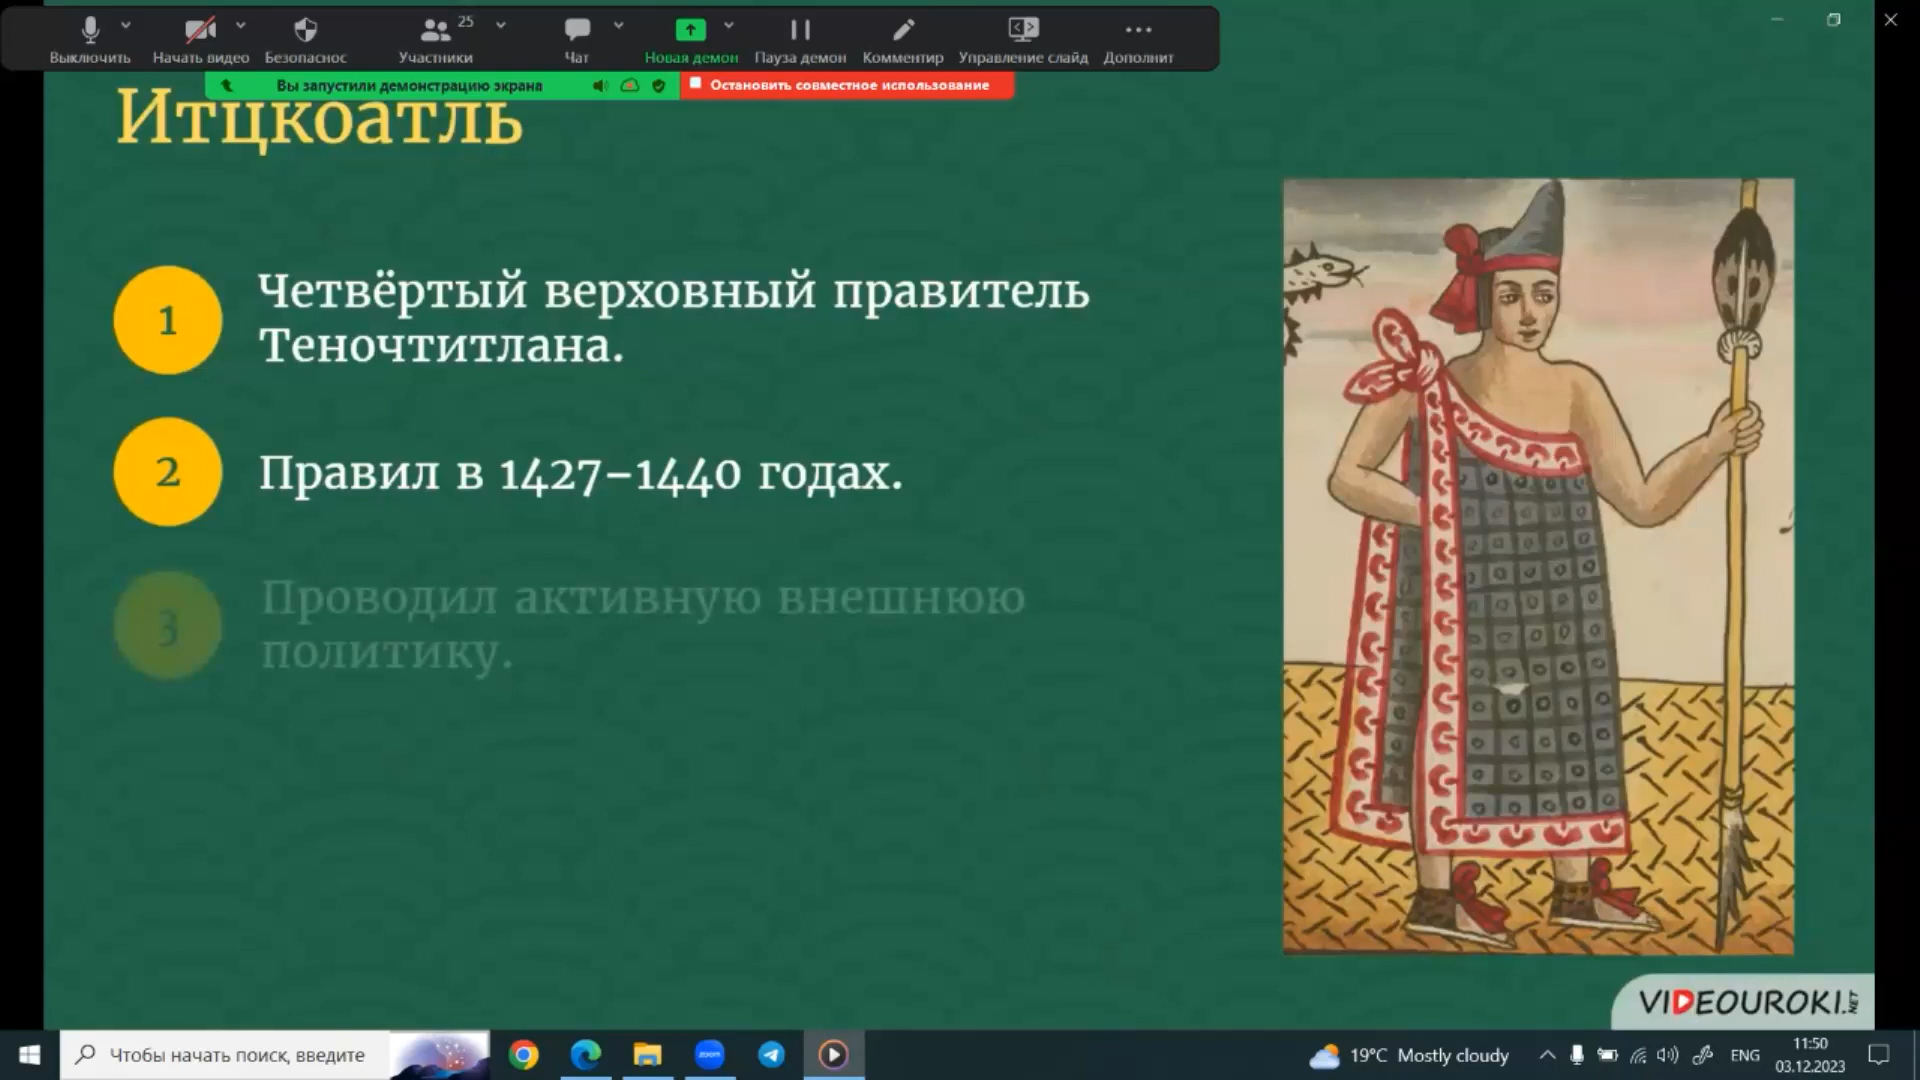 25
Выключить
Начать видео
Безопаснос
Участники
Чат
Новая демон
Пауза демон
Комментир
Управление слайд
Дополнит
Вы запустили демонстрацию экрана
Остановить совместное использование
Итцкоатль
1
Четвёртый верховный правитель
Теночтитлана.
2
Правил в 1427–1440 годах.
3
Проводил активную внешнюю
политику.
VIDEOUROKI.NET
Чтобы начать поиск, введите
zoom
19°C Mostly cloudy
ENG
11:50
03.12.2023